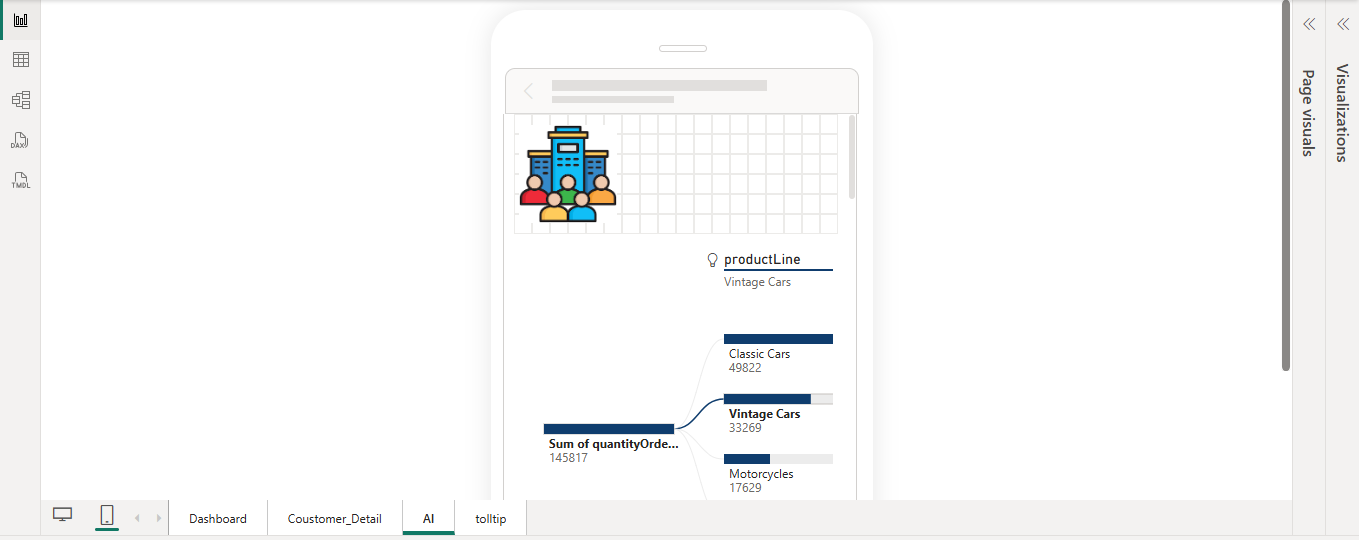 DAX
TMDL
productLine
Vintage Cars
Classic Cars
49822
Vintage Cars
33269
Sum of quantityOrde...
145817
Motorcycles
17629
Page visuals
Visualizations
Dashboard
Coustomer_Detail
AI
tolltip